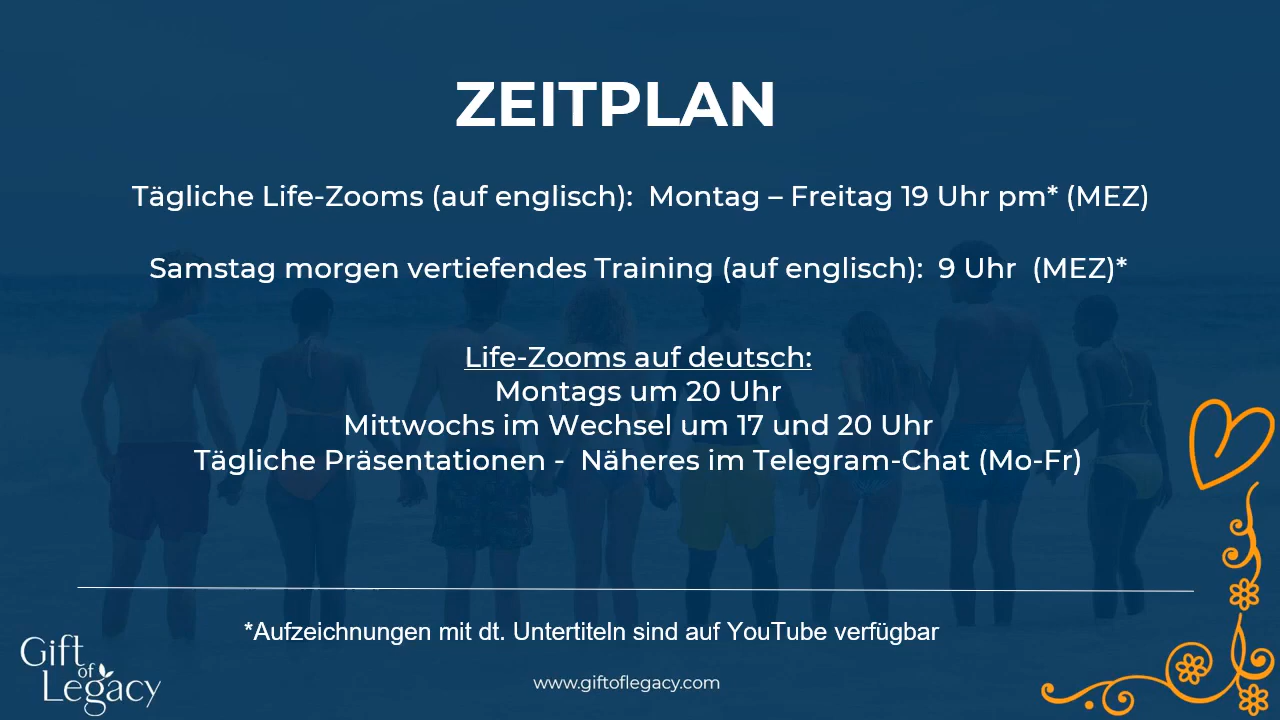 ZEITPLAN
Tägliche Life-Zooms (auf englisch):  Montag – Freitag 19 Uhr pm* (MEZ)
Samstag morgen vertiefendes Training (auf englisch):  9 Uhr  (MEZ)*
Life-Zooms auf deutsch:
Montags um 20 Uhr
Mittwochs im Wechsel um 17 und 20 Uhr
Tägliche Präsentationen -  Näheres im Telegram-Chat (Mo-Fr)
*Aufzeichnungen mit dt. Untertiteln sind auf YouTube verfügbar
Gift
of
Legacy
www.giftoflegacy.com